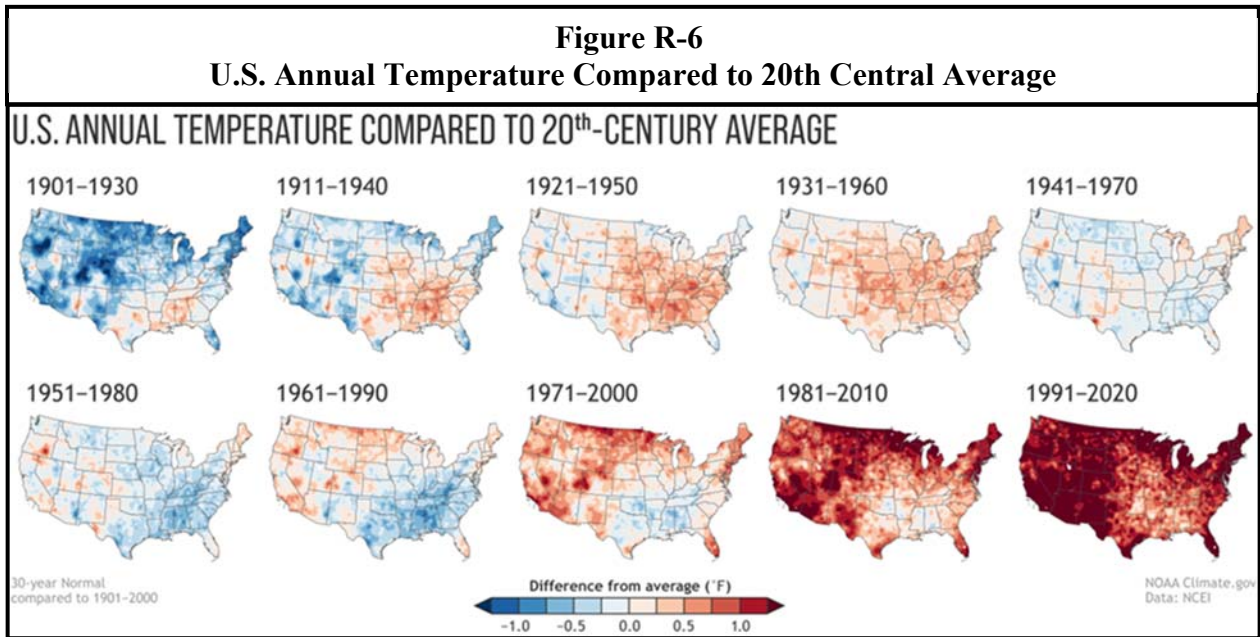 Figure R-6
U.S. Annual Temperature Compared to 20th Central Average
U.S. ANNUAL TEMPERATURE COMPARED TO 20th-CENTURY AVERAGE
1901–1930
1911–1940
1921–1950
1931–1960
1941–1970
1951–1980
1961–1990
1971–2000
1981–2010
1991–2020
30-year Normal
compared to 1901–2000
Difference from average (°F)
-1.0 -0.5 0.0 0.5 1.0
NOAA Climate.gov
Data: NCEI